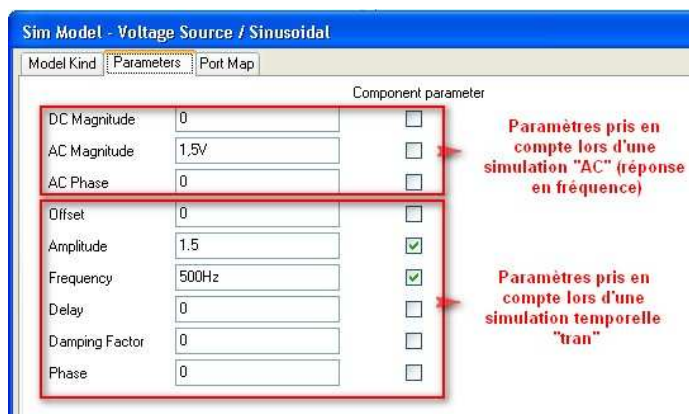 Sim Model - Voltage Source / Sinusoidal
Model Kind Parameters Port Map
Component parameter
DC Magnitude 0
AC Magnitude 1,5V
AC Phase 0
Paramètres pris en
compte lors d'une
simulation "AC" (réponse
en fréquence)
Offset 0
Amplitude 1.5
Frequency 500Hz
Delay 0
Damping Factor 0
Phase 0
Paramètres pris en
compte lors d'une
simulation temporelle
"tran"